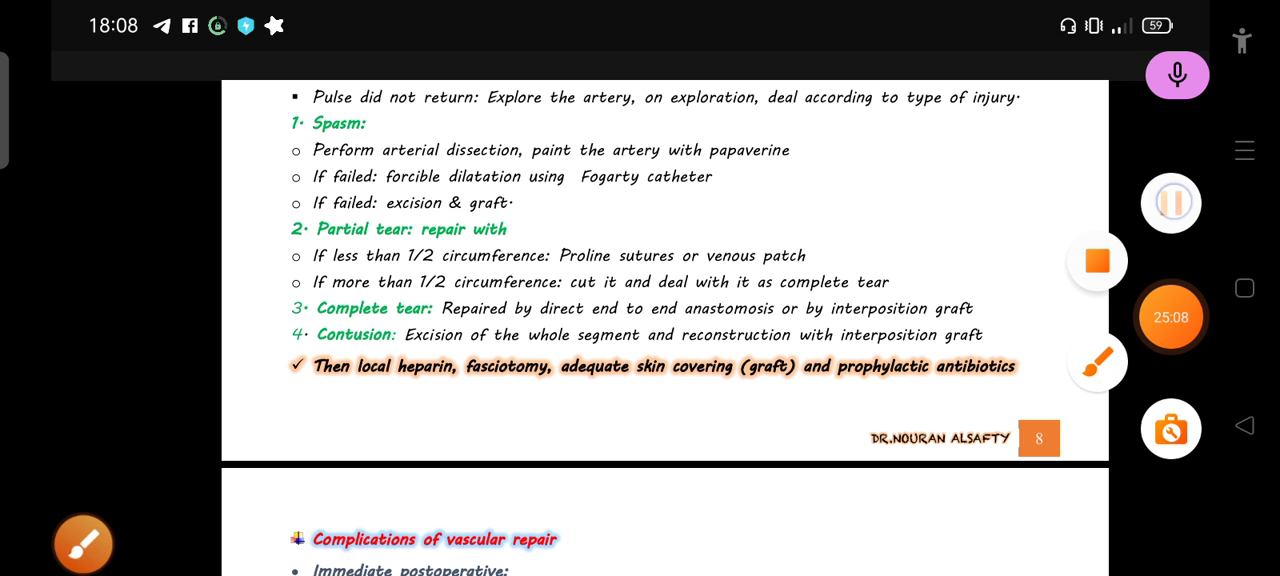 18:08
59
▪ Pulse did not return: Explore the artery, on exploration, deal according to type of injury.
1. Spasm:
o Perform arterial dissection, paint the artery with papaverine
o If failed: forcible dilatation using Fogarty catheter
o If failed: excision & graft.
2. Partial tear: repair with
o If less than 1/2 circumference: Proline sutures or venous patch
o If more than 1/2 circumference: cut it and deal with it as complete tear
3. Complete tear: Repaired by direct end to end anastomosis or by interposition graft
25:08
4. Contusion: Excision of the whole segment and reconstruction with interposition graft
✓ Then local heparin, fasciotomy, adequate skin covering (graft) and prophylactic antibiotics
DR.NOURAN ALSAFTY 8
Complications of vascular repair
• Immediate postoperative: